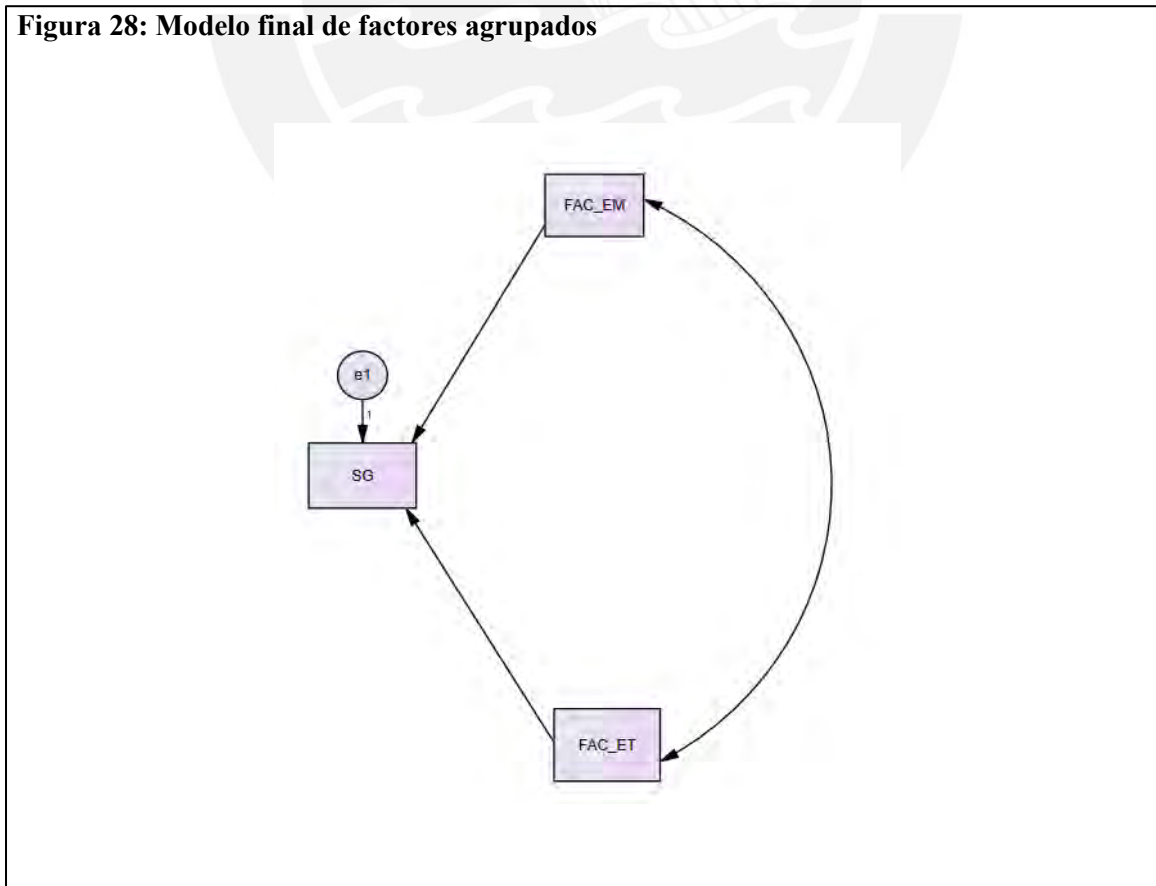 Figura 28: Modelo final de factores agrupados
FAC_EM
e1
1
SG
FAC_ET